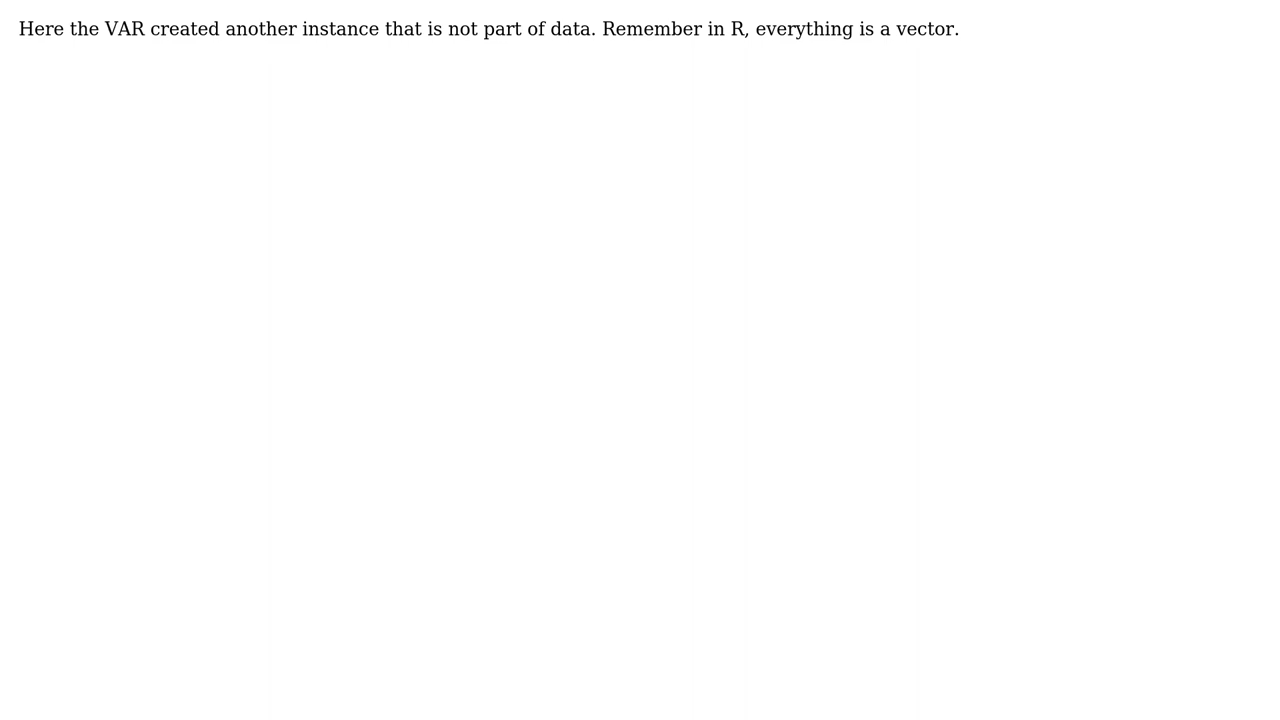 Here the VAR created another instance that is not part of data. Remember in R, everything is a vector.